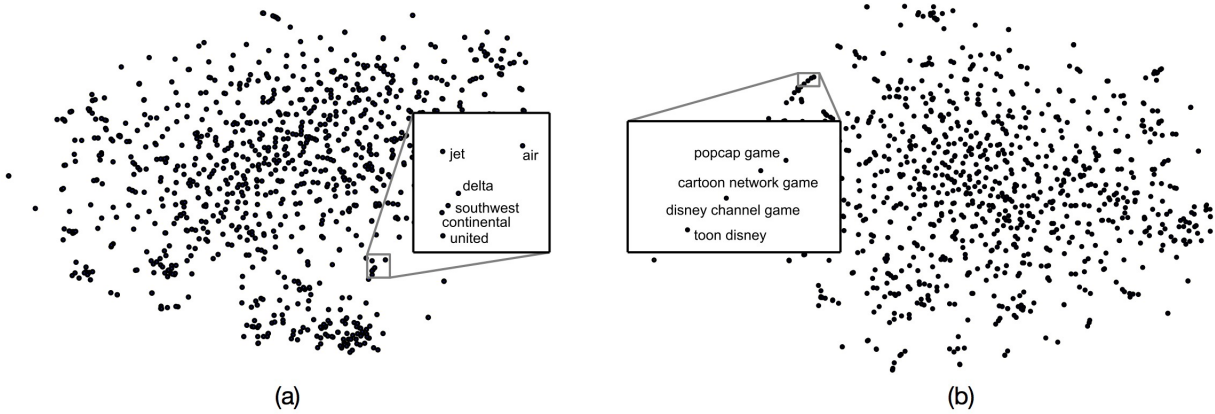 jet
air
delta
southwest
continental
united
popcap game
cartoon network game
disney channel game
toon disney
(a)
(b)